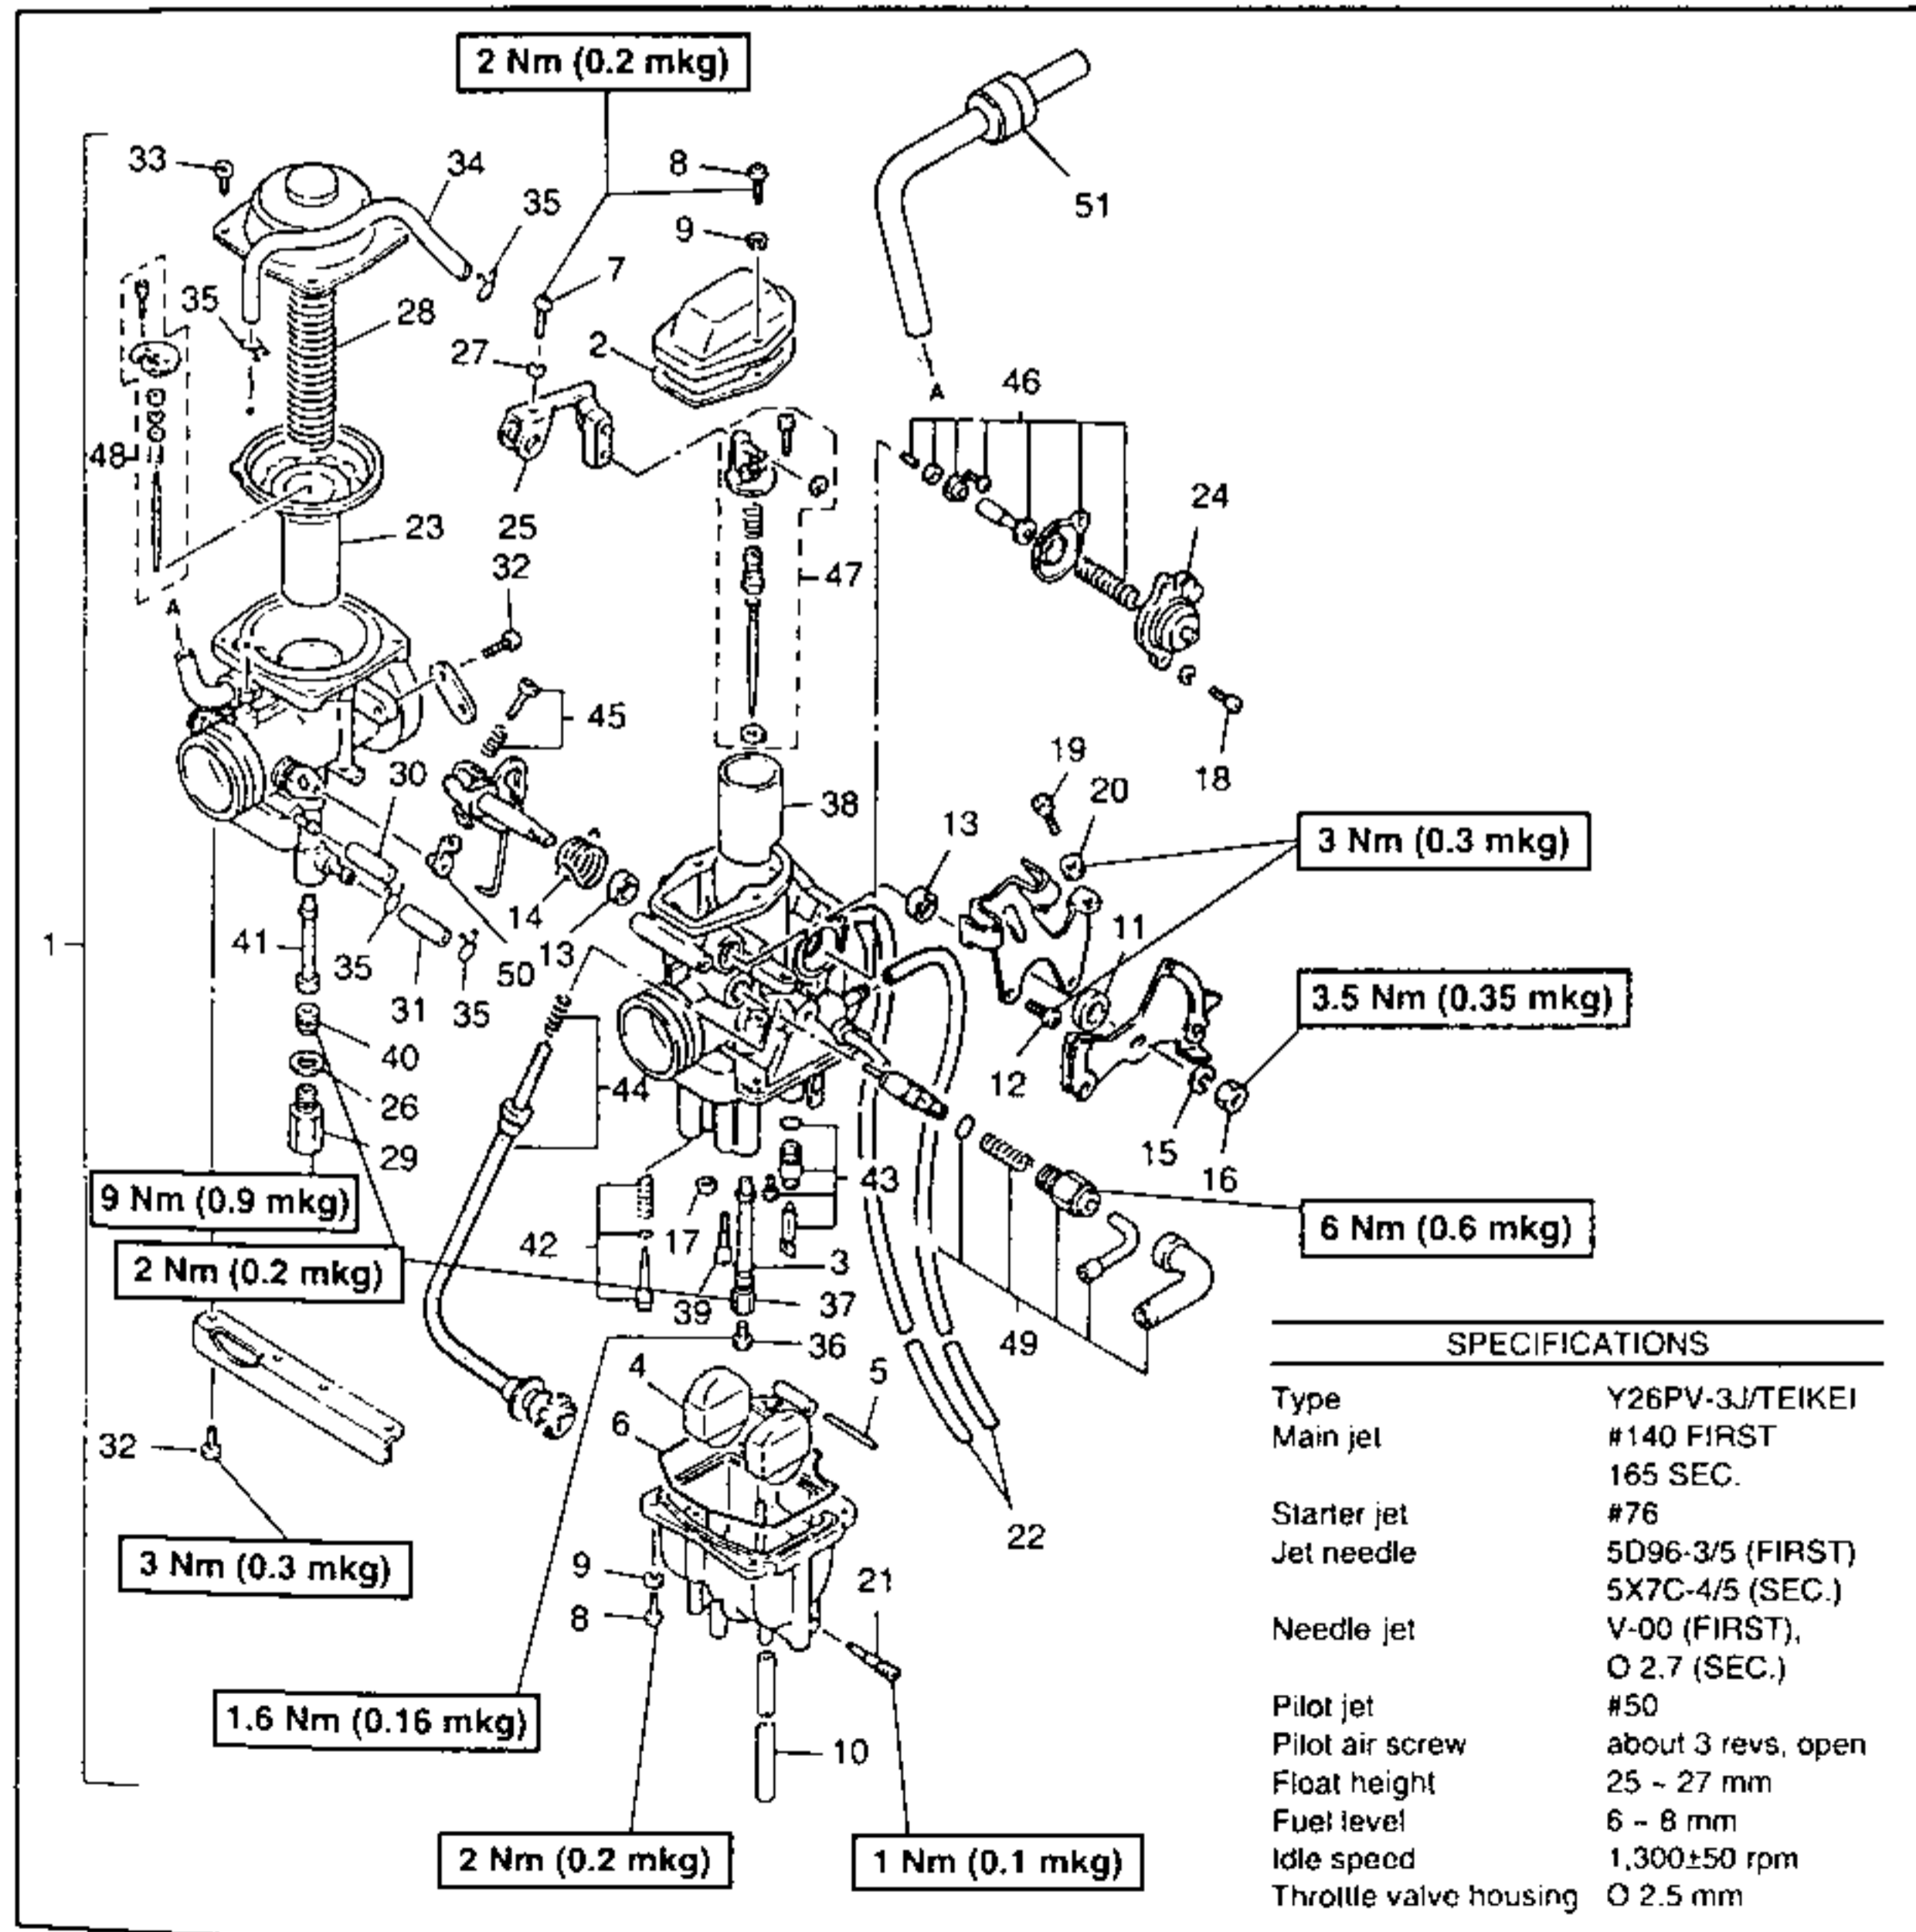 2 Nm (0.2 mkg)
33
34
8
35
9
51
7
35
28
27
2
A
46
48
24
23
25
32
47
A
45
18
19
30
20
38
13
3 Nm (0.3 mkg)
14
11
41
13
35
50
31
35
3.5 Nm (0.35 mkg)
1
40
44
12
26
15
29
16
43
9 Nm (0.9 mkg)
17
6 Nm (0.6 mkg)
42
3
2 Nm (0.2 mkg)
39
37
49
36
4
5
6
32
22
3 Nm (0.3 mkg)
9
21
8
1.6 Nm (0.16 mkg)
10
2 Nm (0.2 mkg)
1 Nm (0.1 mkg)
SPECIFICATIONS
Type Y26PV-3J/TEIKEI
Main jet #140 FIRST
165 SEC.
Starter jet #76
Jet needle 5D96-3/5 (FIRST)
5X7C-4/5 (SEC.)
Needle jet V-00 (FIRST),
O 2.7 (SEC.)
Pilot jet #50
Pilot air screw about 3 revs, open
Float height 25 ~ 27 mm
Fuel level 6 ~ 8 mm
Idle speed 1,300±50 rpm
Throttle valve housing O 2.5 mm